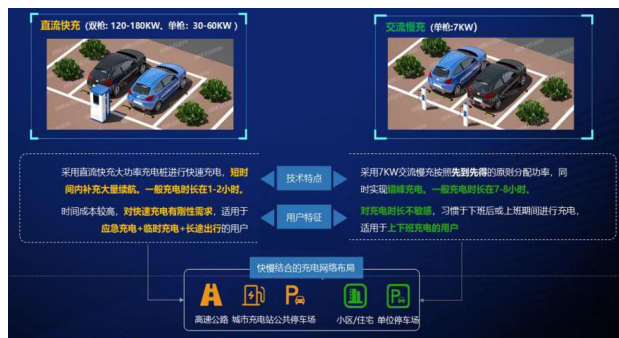 直流快充 (双枪: 120-180KW、单枪: 30-60KW )
交流慢充 (单枪:7KW)
采用直流快充大功率充电桩进行快速充电,短时
间内补充大量续航。一般充电时长在1-2小时。
技术特点
采用7KW交流慢充按照先到先得的原则分配功率,同
时实现错峰充电。一般充电时长在7-8小时。
时间成本较高,对快速充电有刚性需求,适用于
应急充电+临时充电+长途出行的用户
用户特征
对充电时长不敏感,习惯于下班后或上班期间进行充电,
适用于上下班充电的用户
快慢结合的充电网络布局
高速公路 城市充电站 公共停车场 小区/住宅 单位停车场